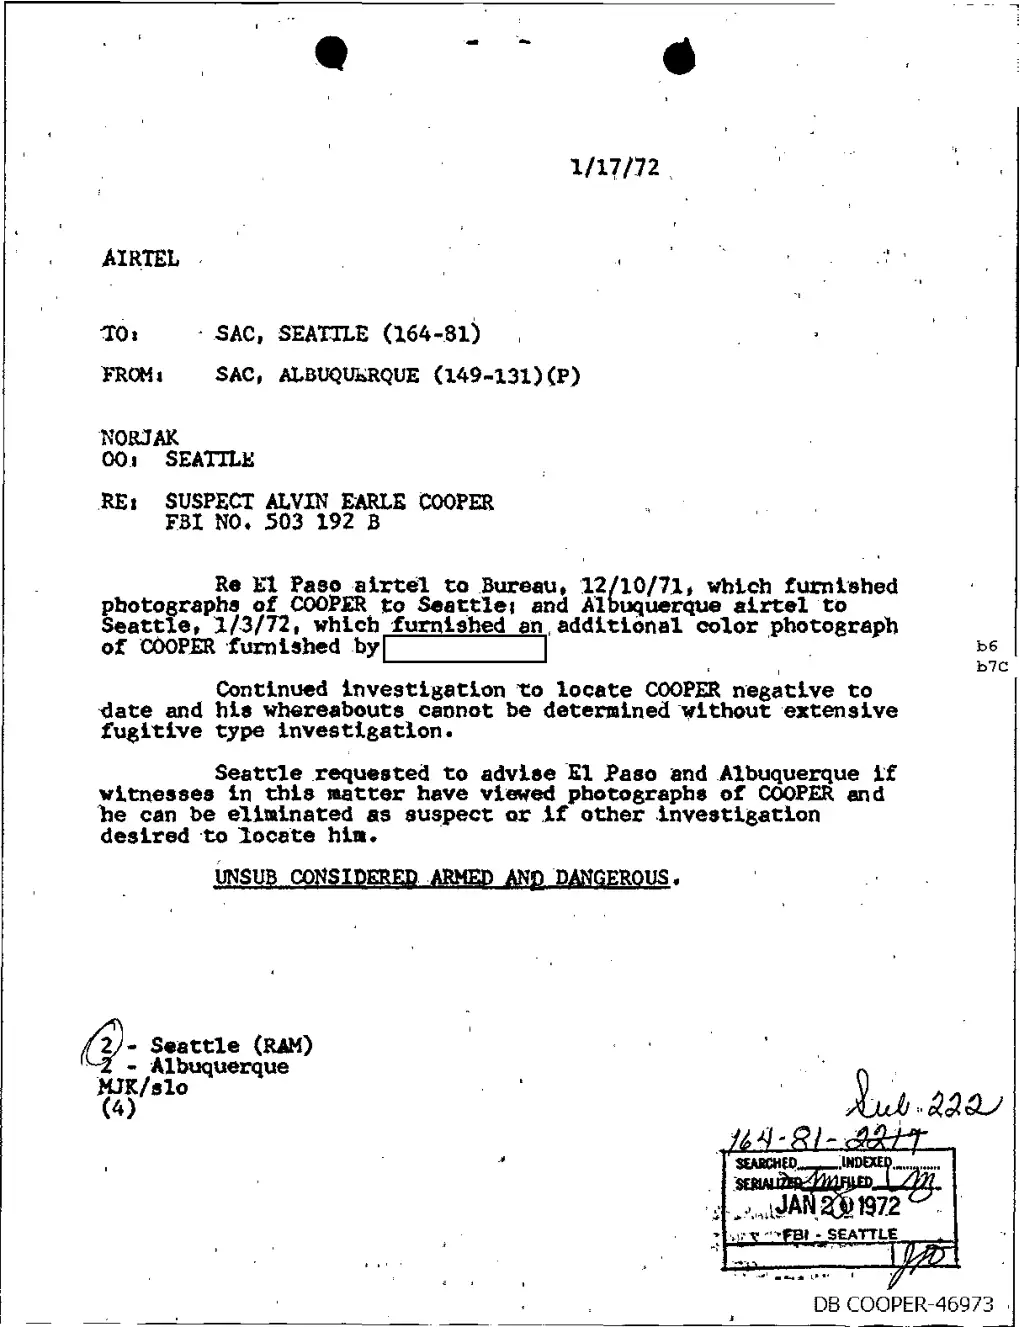 1/17/72
AIRTEL
TO: SAC, SEATTLE (164-81)
FROM: SAC, ALBUQUERQUE (149-131)(P)
NORJAK
OO: SEATTLE
RE: SUSPECT ALVIN EARLE COOPER
FBI NO. 503 192 B
Re El Paso airtel to Bureau, 12/10/71, which furnished
photographs of COOPER to Seattle; and Albuquerque airtel to
Seattle, 1/3/72, which furnished an additional color photograph
of COOPER furnished by
b6
b7C
Continued investigation to locate COOPER negative to
date and his whereabouts cannot be determined without extensive
fugitive type investigation.
Seattle requested to advise El Paso and Albuquerque if
witnesses in this matter have viewed photographs of COOPER and
he can be eliminated as suspect or if other investigation
desired to locate him.
UNSUB CONSIDERED ARMED AND DANGEROUS.
2 - Seattle (RAM)
2 - Albuquerque
MJK/slo
(4)
Sub. 222
164-81-2217
SEARCHED INDEXED
SERIALIZED FILED
JAN 20 1972
FBI - SEATTLE
DB COOPER-46973